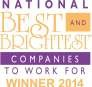 NATIONAL
BEST AND
BRIGHTEST
COMPANIES
TO WORK FOR
WINNER 2014